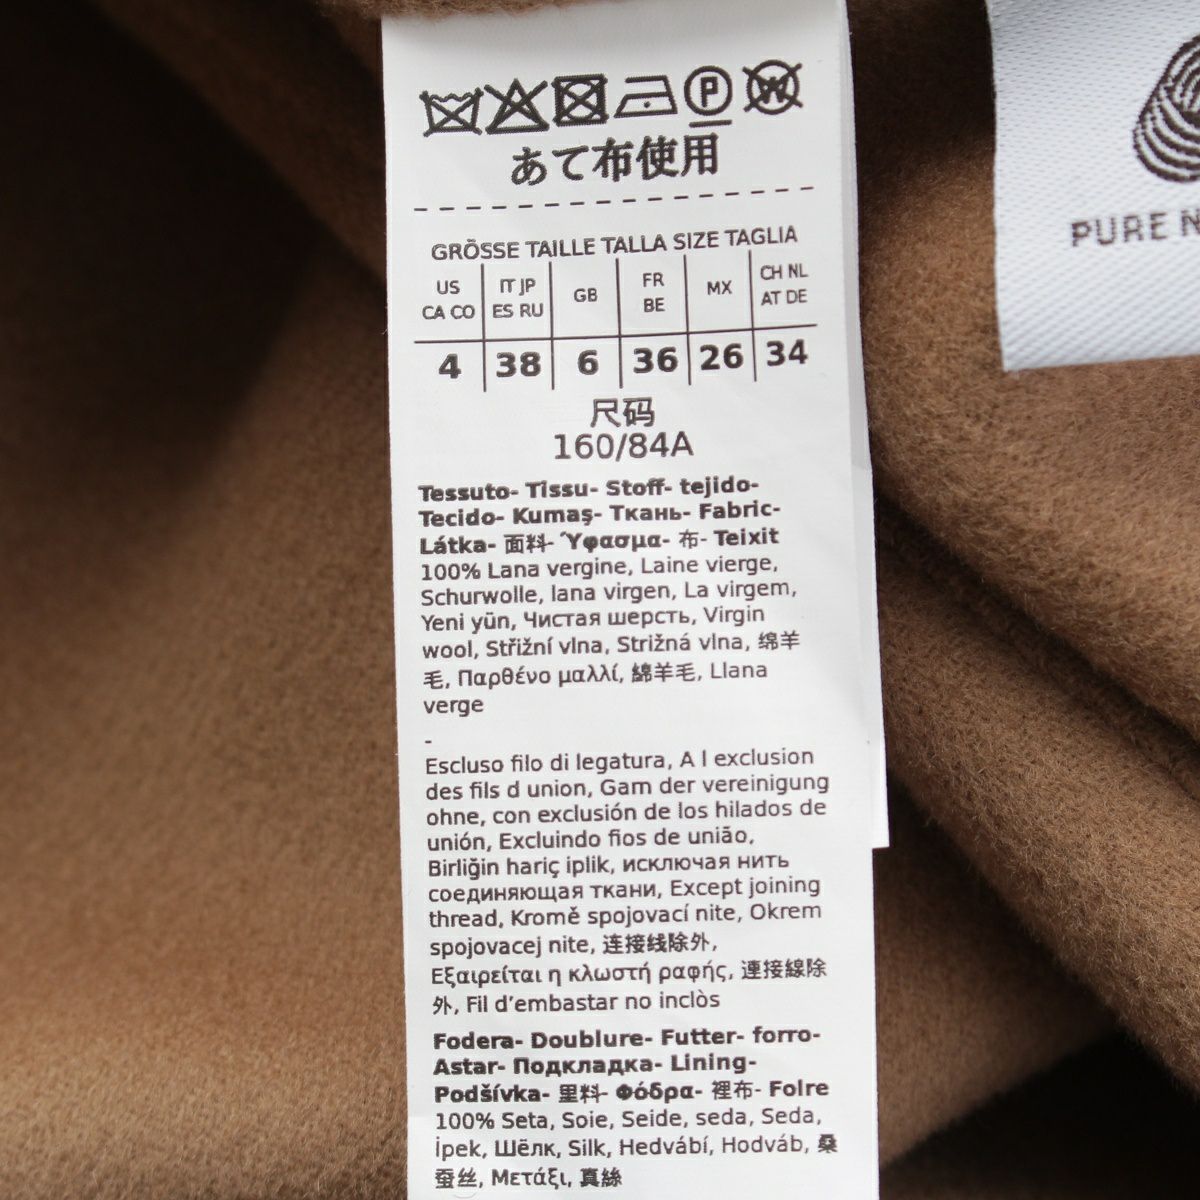 P W
あて布使用
GRÖSSE TAILLE TALLA SIZE TAGLIA
US CA CO | IT JP ES RU | GB | FR BE | MX | CH NL AT DE
4 | 38 | 6 | 36 | 26 | 34
尺码
160/84A
Tessuto- Tissu- Stoff- tejido-
Tecido- Kumaş- Ткань- Fabric-
Látka- 面料- Ύφασμα- 布- Teixit
100% Lana vergine, Laine vierge,
Schurwolle, lana virgen, La virgem,
Yeni yün, Чистая шерсть, Virgin
wool, Střižní vlna, Strižná vlna, 绵羊
毛, Παρθένο μαλλί, 綿羊毛, Llana
verge
-
Escluso filo di legatura, A l exclusion
des fils d union, Garn der vereinigung
ohne, con exclusión de los hilados de
unión, Excluindo fios de união,
Birliğin hariç iplik, исключая нить
соединяющая ткани, Except joining
thread, Kromě spojovací nite, Okrem
spojovacej nite, 连接线除外,
Εξαιρείται η κλωστή ραφής, 連接線除
外, Fil d’embastar no inclòs
Fodera- Doublure- Futter- forro-
Astar- Подкладка- Lining-
Podšívka- 里料- Φόδρα- 裡布- Folre
100% Seta, Soie, Seide, seda, Seda,
İpek, Шёлк, Silk, Hedvábí, Hodváb, 桑
蚕丝, Μετάξι, 真絲
PURE N